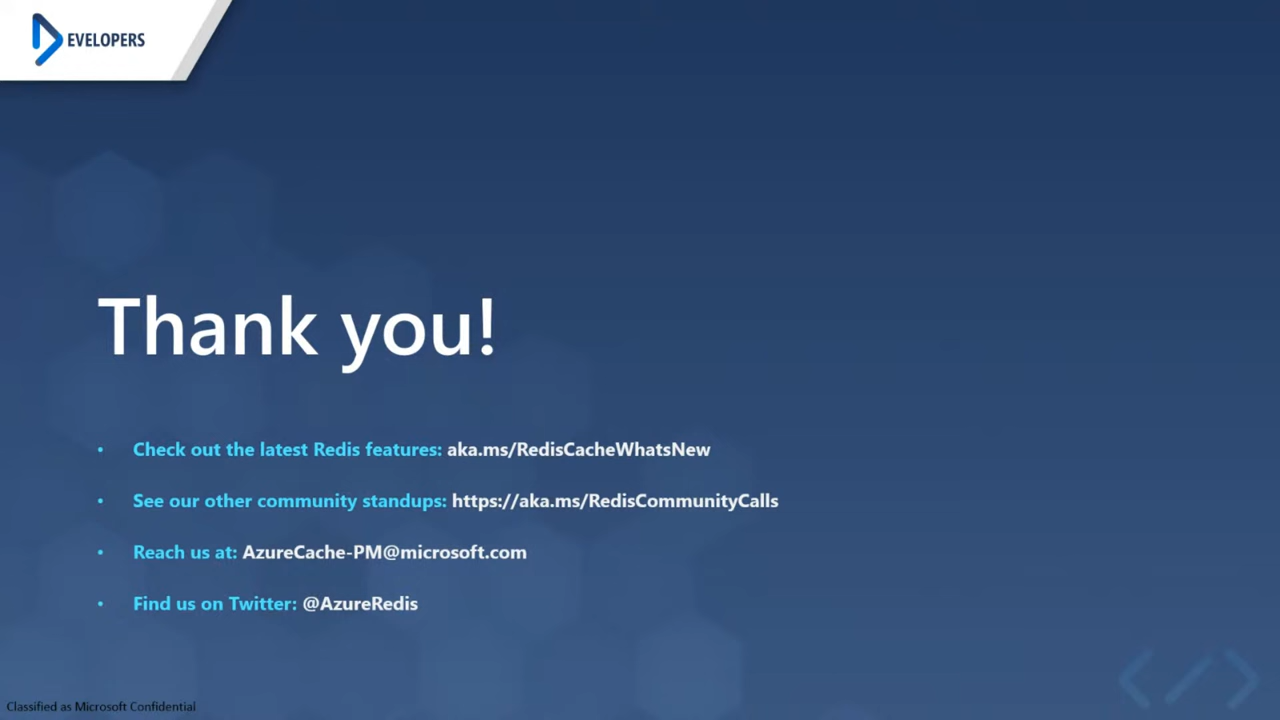 EVELOPERS
Thank you!
• Check out the latest Redis features: aka.ms/RedisCacheWhatsNew
• See our other community standups: https://aka.ms/RedisCommunityCalls
• Reach us at: AzureCache-PM@microsoft.com
• Find us on Twitter: @AzureRedis
</>
Classified as Microsoft Confidential